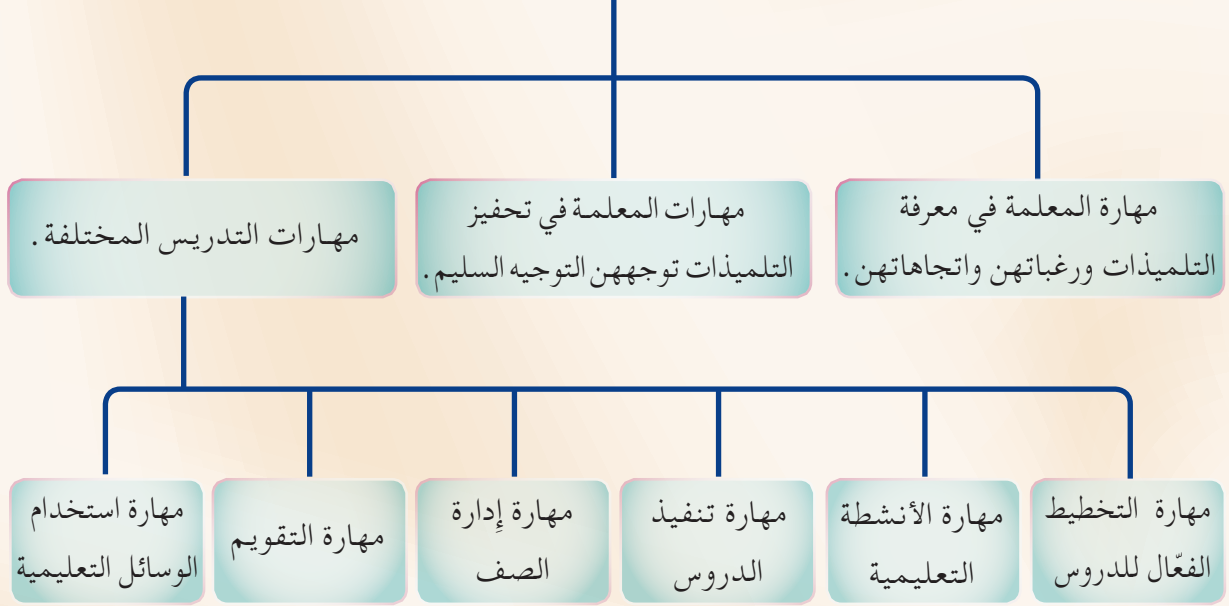 مهارة المعلمة في معرفة
التلميذات ورغباتهن واتجاهاتهن.
مهارات المعلمة في تحفيز
التلميذات توجههن التوجيه السليم.
مهارات التدريس المختلفة.
مهارة التخطيط
الفعّال للدروس
مهارة الأنشطة
التعليمية
مهارة تنفيذ
الدروس
مهارة إِدارة
الصف
مهارة التقويم
مهارة استخدام
الوسائل التعليمية